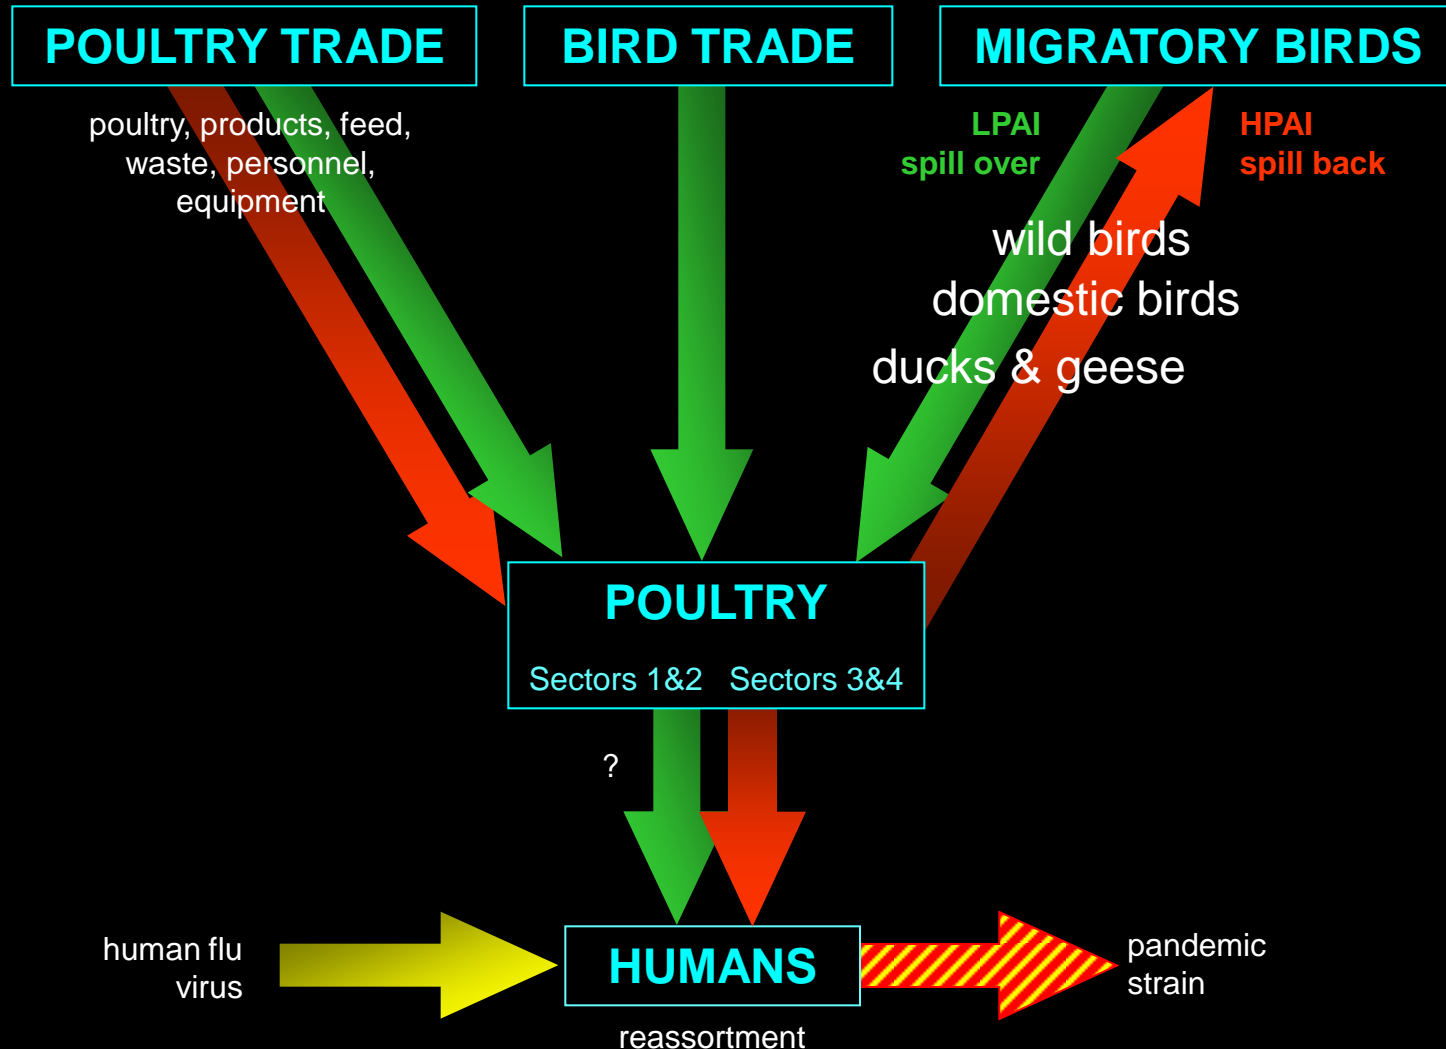 POULTRY TRADE
BIRD TRADE
MIGRATORY BIRDS
poultry, products, feed,
waste, personnel,
equipment
LPAI
spill over
HPAI
spill back
wild birds
domestic birds
ducks & geese
POULTRY
Sectors 1&2 Sectors 3&4
?
human flu
virus
HUMANS
pandemic
strain
reassortment